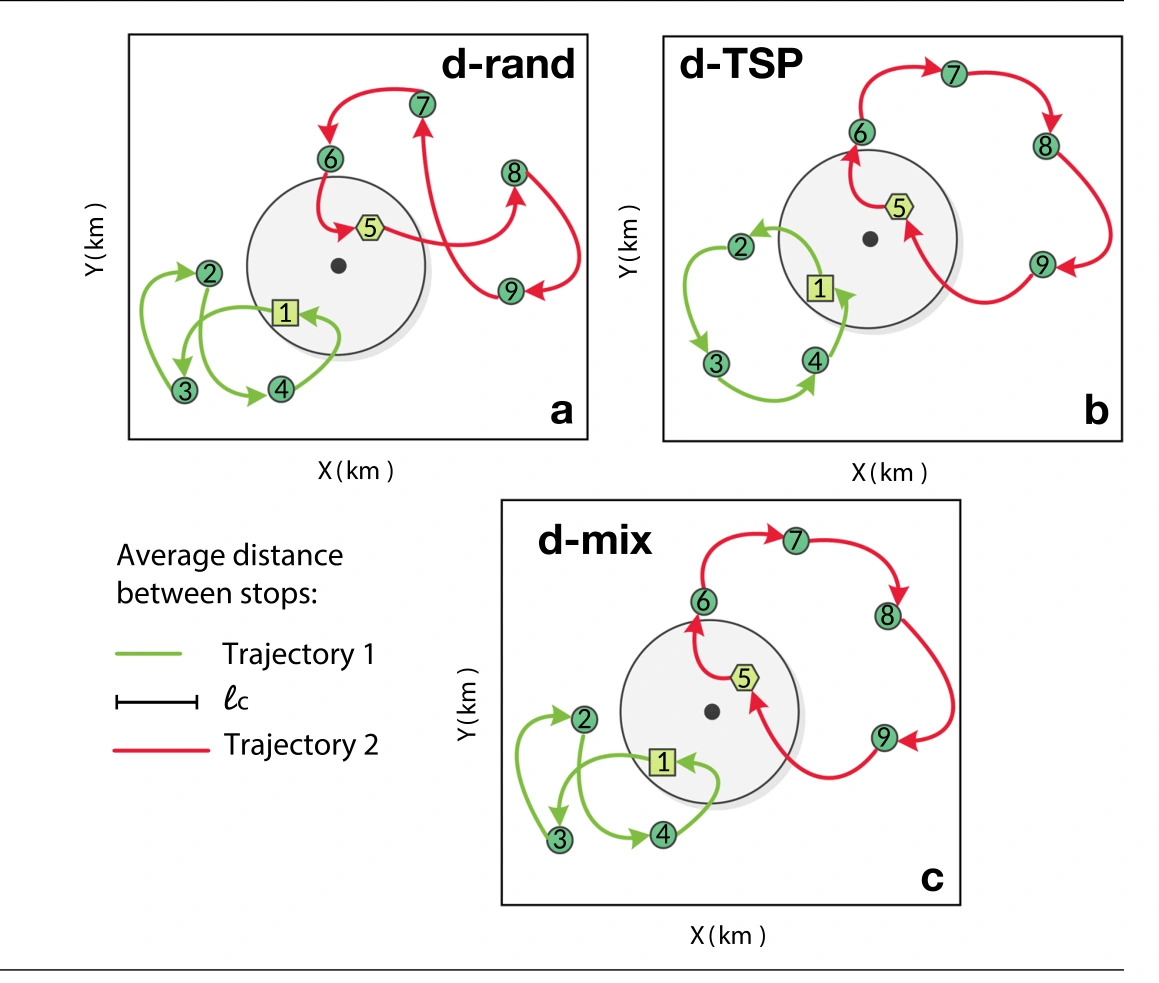 d-rand
7
6
8
5
2
9
1
3
4
a
Y(km )
X(km )
d-TSP
7
6
8
5
2
9
1
3
4
b
Y(km )
X(km )
d-mix
7
6
8
5
2
9
1
3
4
c
Y(km )
X(km )
Average distance
between stops:
Trajectory 1
ℓc
Trajectory 2